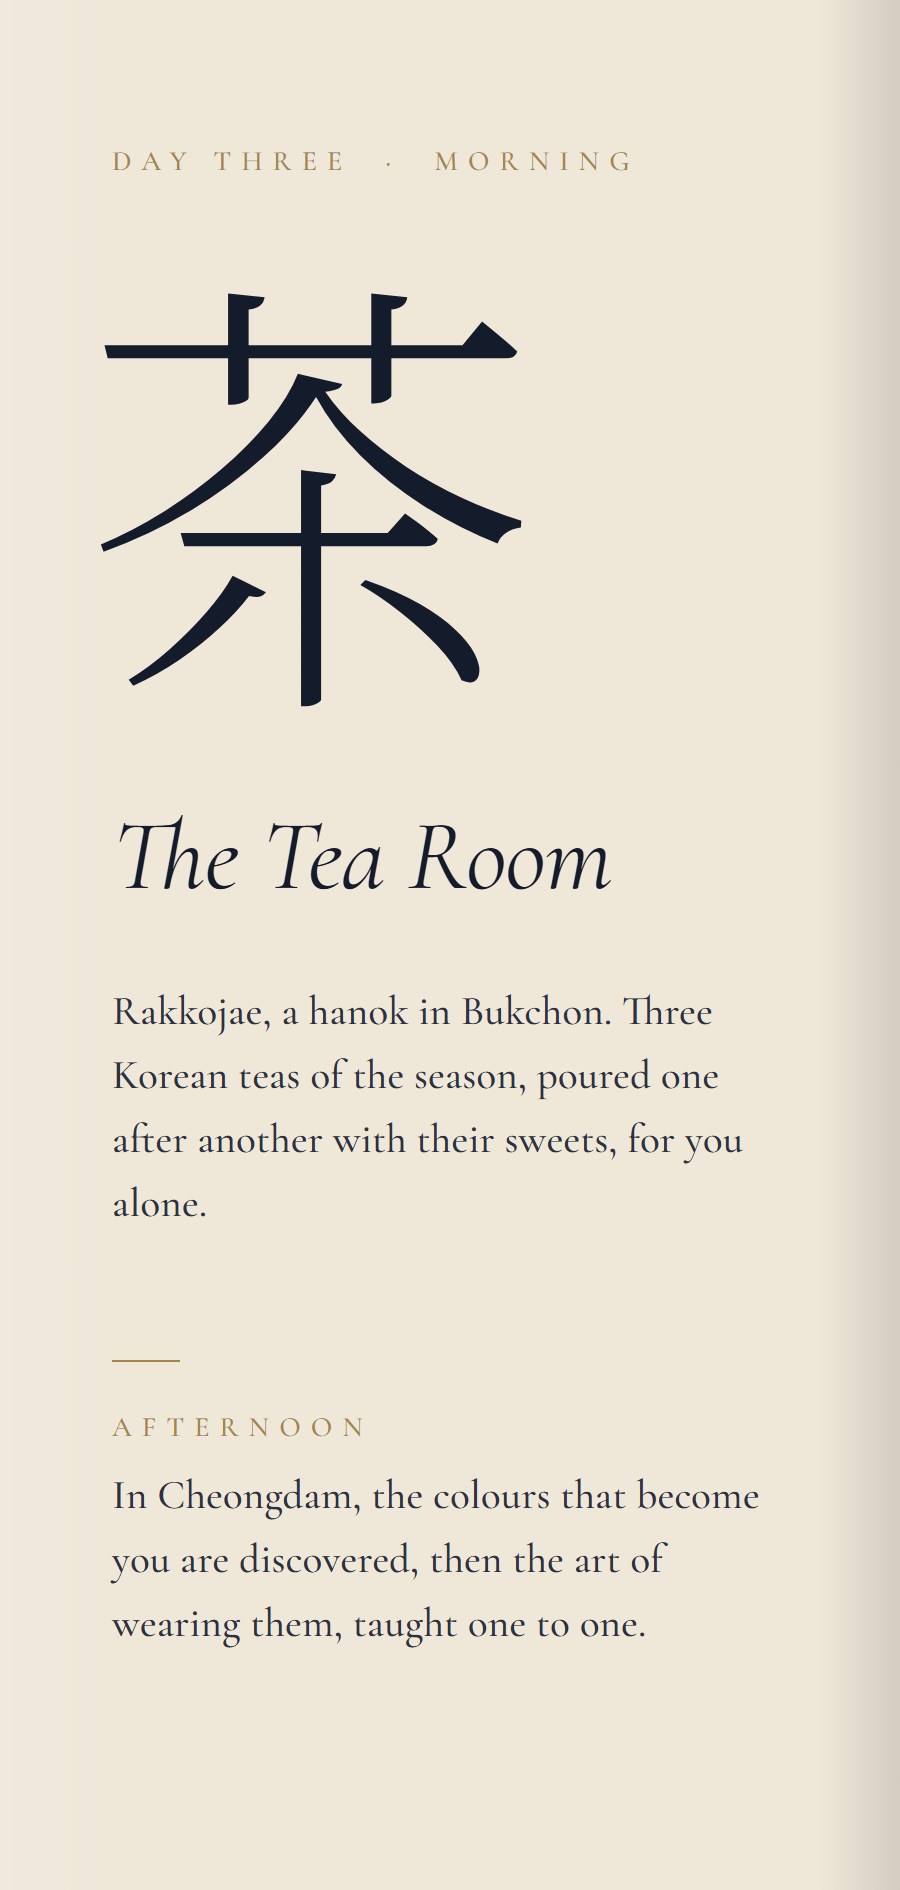 DAY THREE · MORNING
茶
The Tea Room
Rakkojae, a hanok in Bukchon. Three
Korean teas of the season, poured one
after another with their sweets, for you
alone.
AFTERNOON
In Cheongdam, the colours that become
you are discovered, then the art of
wearing them, taught one to one.